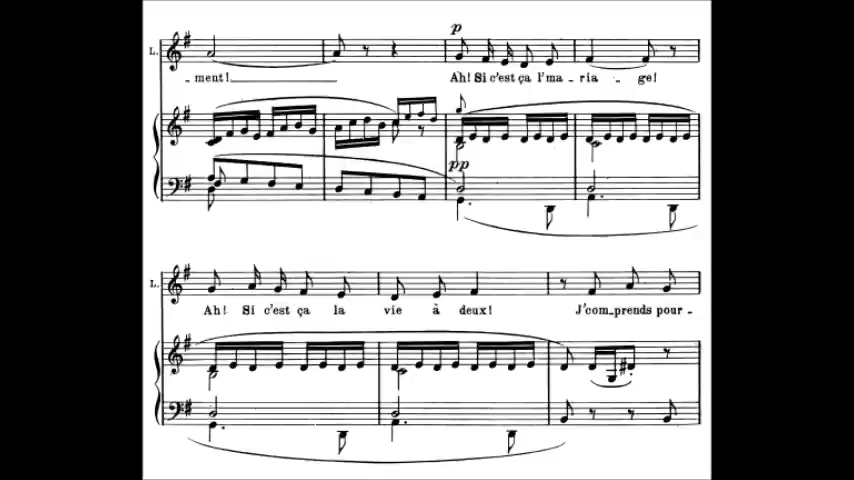 p
L.
- ment!
Ah! Si c'est ça l'ma - ria - ge!
pp
L.
Ah! Si c'est ça la vie à deux! J'com-prends pour -